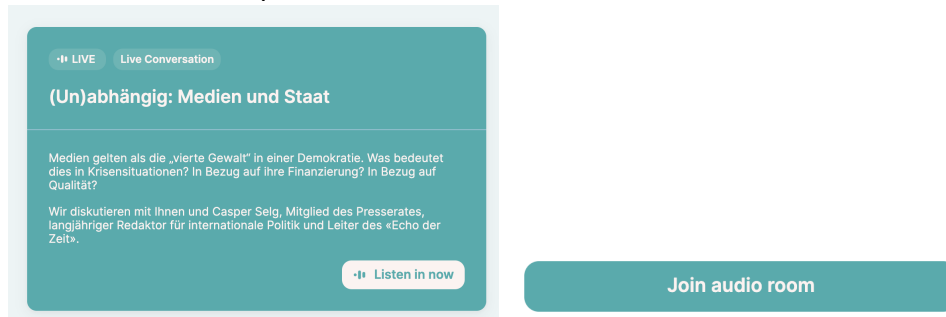 LIVE Live Conversation
(Un)abhängig: Medien und Staat
Medien gelten als die „vierte Gewalt“ in einer Demokratie. Was bedeutet
dies in Krisensituationen? In Bezug auf ihre Finanzierung? In Bezug auf
Qualität?
Wir diskutieren mit Ihnen und Casper Selg, Mitglied des Presserates,
langjähriger Redaktor für internationale Politik und Leiter des «Echo der
Zeit».
Listen in now
Join audio room